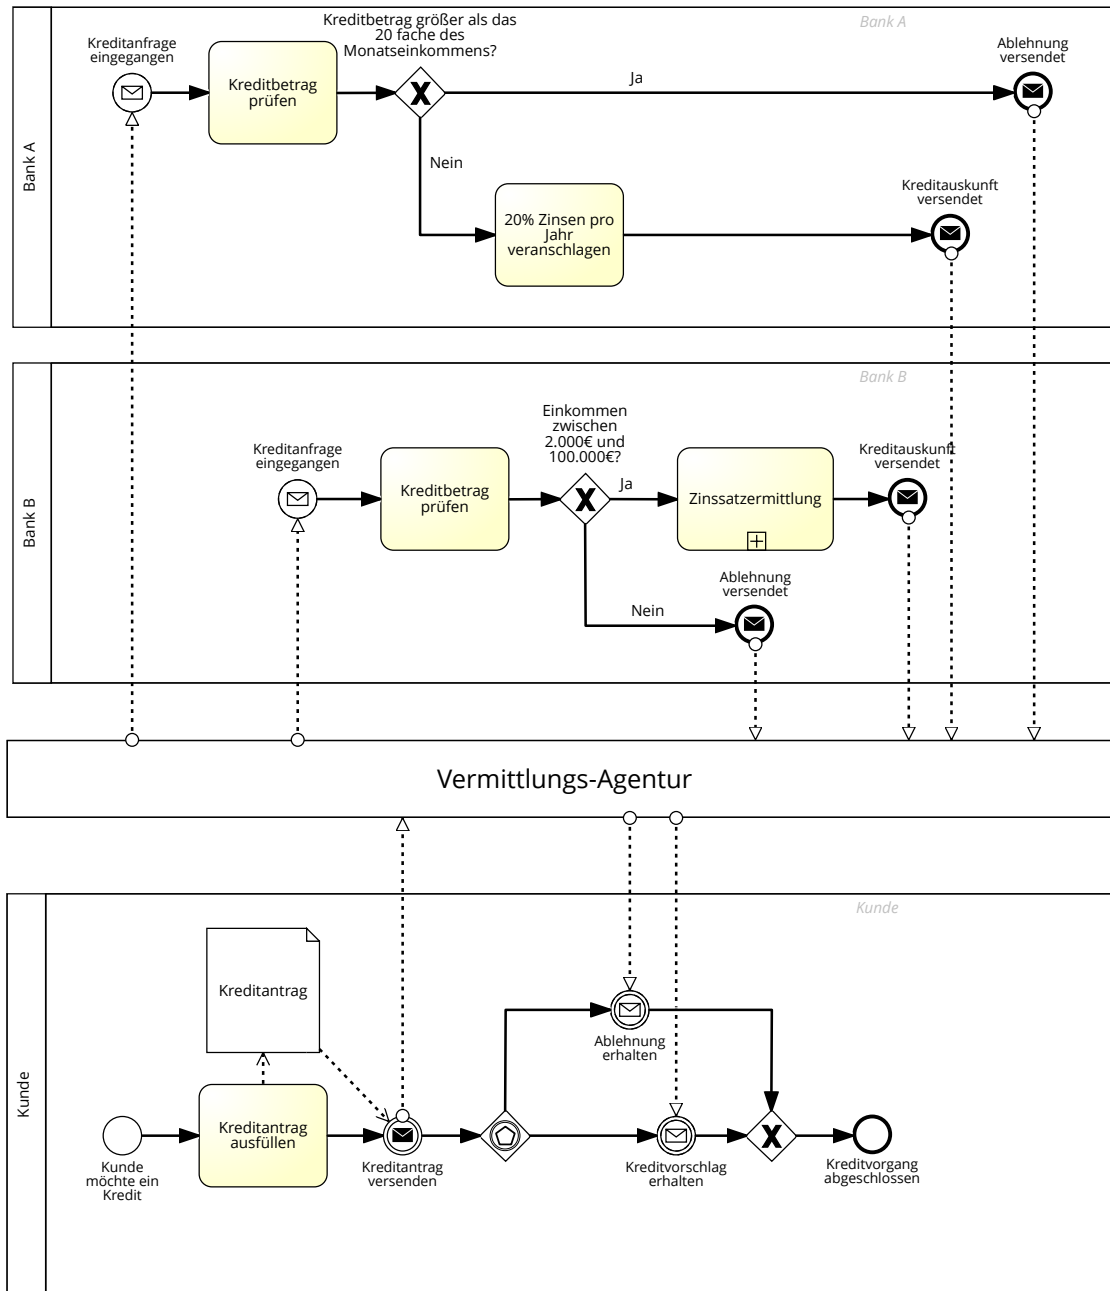 Bank A
Bank A
Kreditanfrage
eingegangen
Kreditbetrag
prüfen
Kreditbetrag größer als das
20 fache des
Monatseinkommens?
Ja
Ablehnung
versendet
Nein
20% Zinsen pro
Jahr
veranschlagen
Kreditauskunft
versendet
Bank B
Bank B
Kreditanfrage
eingegangen
Kreditbetrag
prüfen
Einkommen
zwischen
2.000€ und
100.000€?
Ja
Zinssatzermittlung
Kreditauskunft
versendet
Nein
Ablehnung
versendet
Vermittlungs-Agentur
Kunde
Kunde
Kreditantrag
Kunde
möchte ein
Kredit
Kreditantrag
ausfüllen
Kreditantrag
versenden
Ablehnung
erhalten
Kreditvorschlag
erhalten
Kreditvorgang
abgeschlossen